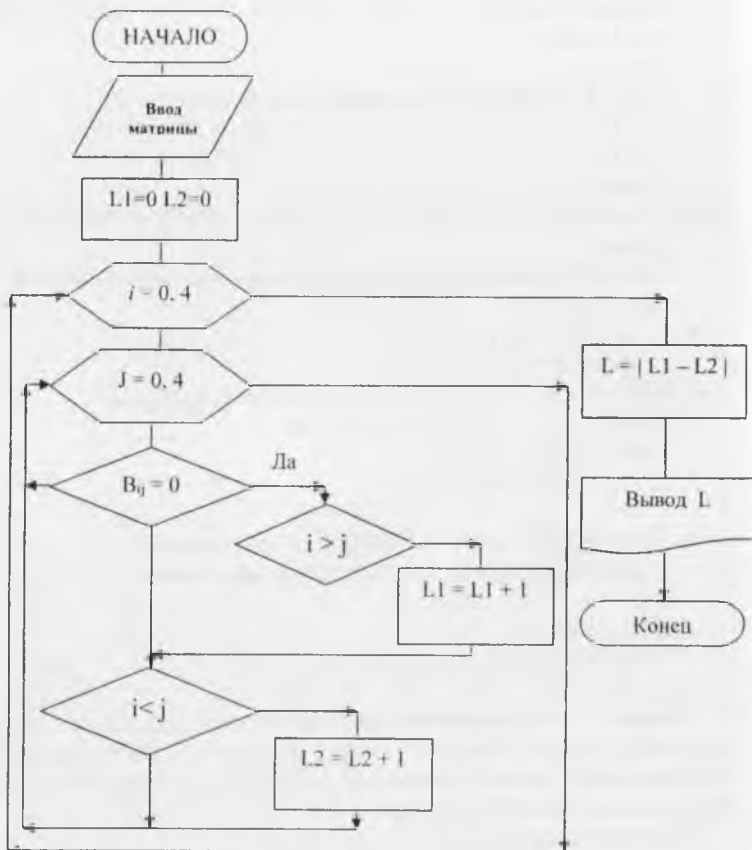 НАЧАЛО
Ввод
матрицы
L1=0 L2=0
i = 0, 4
J = 0, 4
L = | L1 – L2 |
Bij = 0
Да
Вывод L
i > j
L1 = L1 + 1
Конец
i< j
L2 = L2 + 1